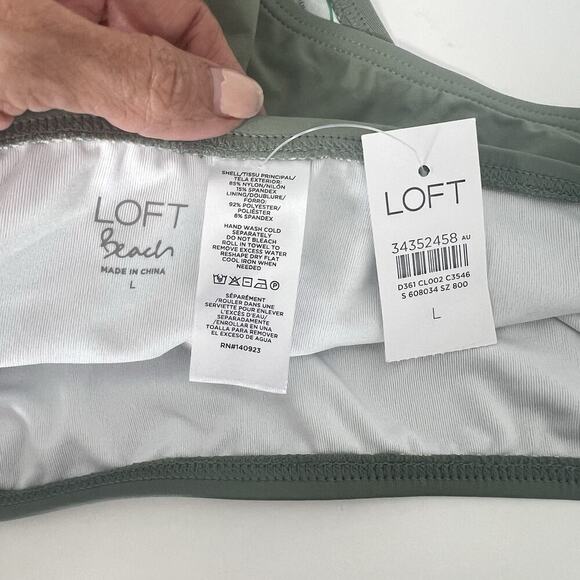 LOFT
Beach
MADE IN CHINA
L
SHELL/TISSU PRINCIPAL/
TELA EXTERIOR:
85% NYLON/NILÓN
15% SPANDEX
LINING/DOUBLURE/
FORRO:
92% POLYESTER/
POLIÉSTER
8% SPANDEX
HAND WASH COLD
SEPARATELY
DO NOT BLEACH
ROLL IN TOWEL TO
REMOVE EXCESS WATER
RESHAPE DRY FLAT
COOL IRON WHEN
NEEDED
SÉPARÉMENT
/ROULER DANS UNE
SERVIETTE POUR ENLEVER
L'EXCÈS D'EAU/
SEPARADAMENTE
/ENROLLAR EN UNA
TOALLA PARA REMOVER
EL EXCESO DE AGUA
RN#140923
LOFT
34352458 AU
D361 CL002 C3546
S 608034 SZ 800
L